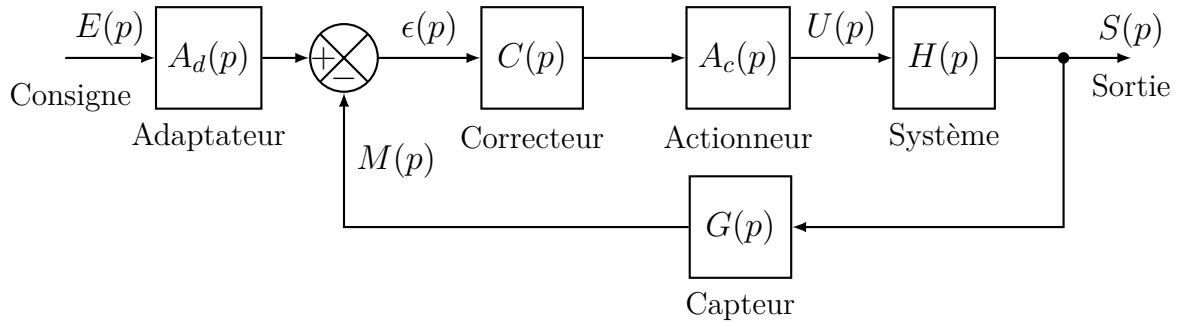 E(p)
Consigne
A_d(p)
Adaptateur
+
−
ϵ(p)
C(p)
Correcteur
A_c(p)
Actionneur
U(p)
H(p)
Système
S(p)
Sortie
M(p)
G(p)
Capteur